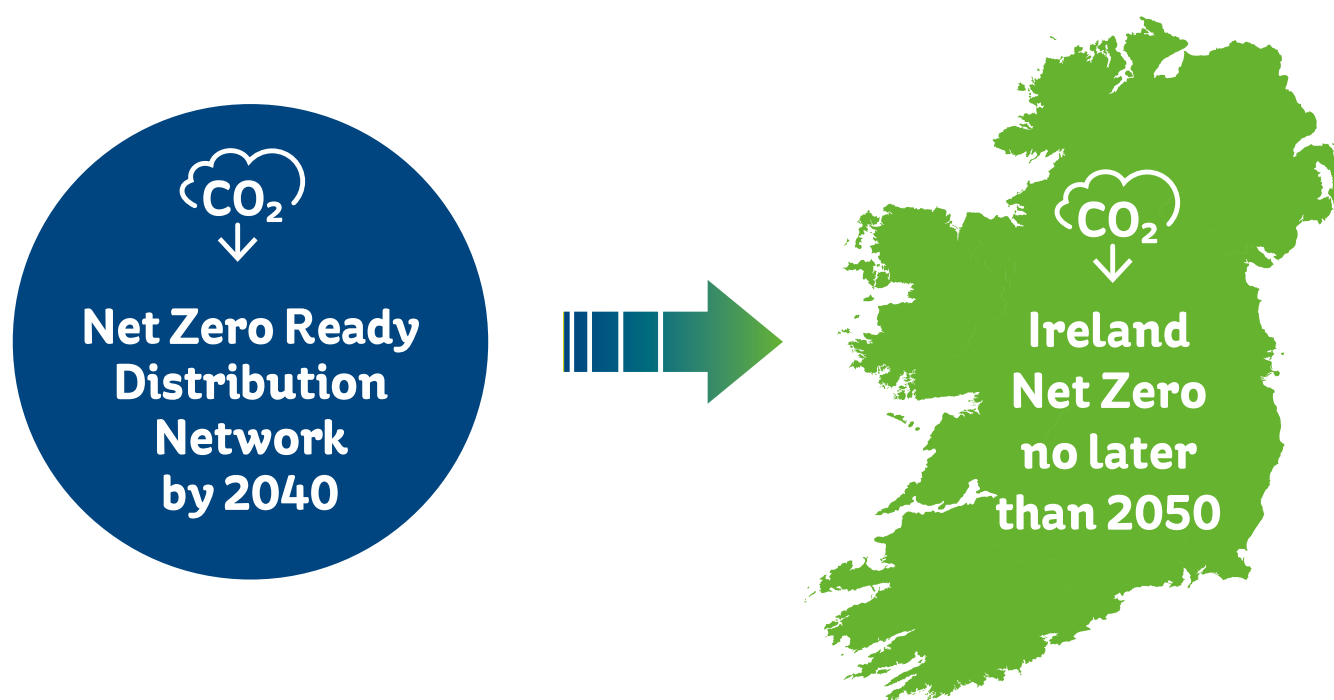 CO₂
Net Zero Ready
Distribution
Network
by 2040
CO₂
Ireland
Net Zero
no later
than 2050